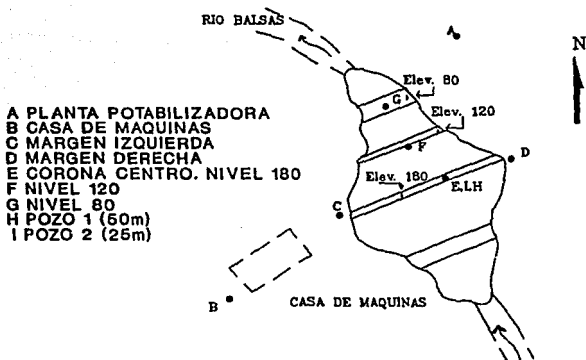 RIO BALSAS
A
N
Elev. 80
G
Elev. 120
F
D
Elev. 180
E,LH
C
B
CASA DE MAQUINAS
A PLANTA POTABILIZADORA
B CASA DE MAQUINAS
C MARGEN IZQUIERDA
D MARGEN DERECHA
E CORONA CENTRO. NIVEL 180
F NIVEL 120
G NIVEL 80
H POZO 1 (50m)
I POZO 2 (25m)